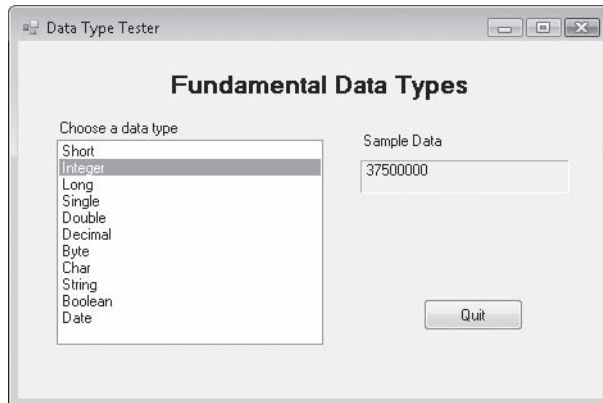 Data Type Tester
Fundamental Data Types
Choose a data type
Short
Integer
Long
Single
Double
Decimal
Byte
Char
String
Boolean
Date
Sample Data
37500000
Quit